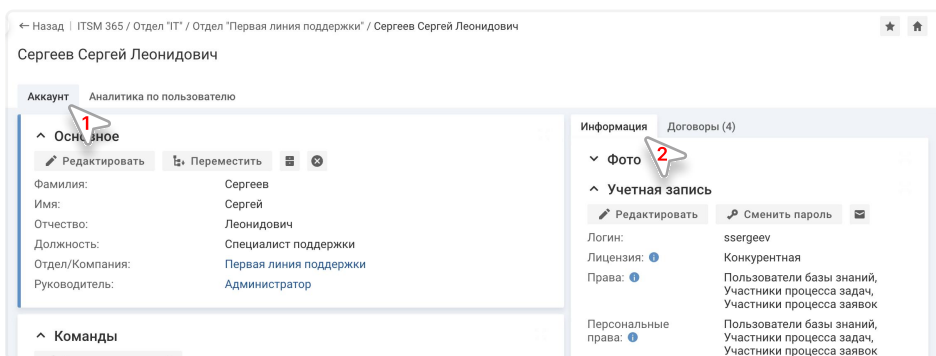 ← Назад | ITSM 365 / Отдел "IT" / Отдел "Первая линия поддержки" / Сергеев Сергей Леонидович
Сергеев Сергей Леонидович
Аккаунт Аналитика по пользователю
1
Основное
Редактировать Переместить
Фамилия: Сергеев
Имя: Сергей
Отчество: Леонидович
Должность: Специалист поддержки
Отдел/Компания: Первая линия поддержки
Руководитель: Администратор
Команды
Информация Договоры (4)
2
Фото
Учетная запись
Редактировать Сменить пароль
Логин: ssergeev
Лицензия: Конкурентная
Права: Пользователи базы знаний,
Участники процесса задач,
Участники процесса заявок
Персональные Пользователи базы знаний,
права: Участники процесса задач,
Участники процесса заявок